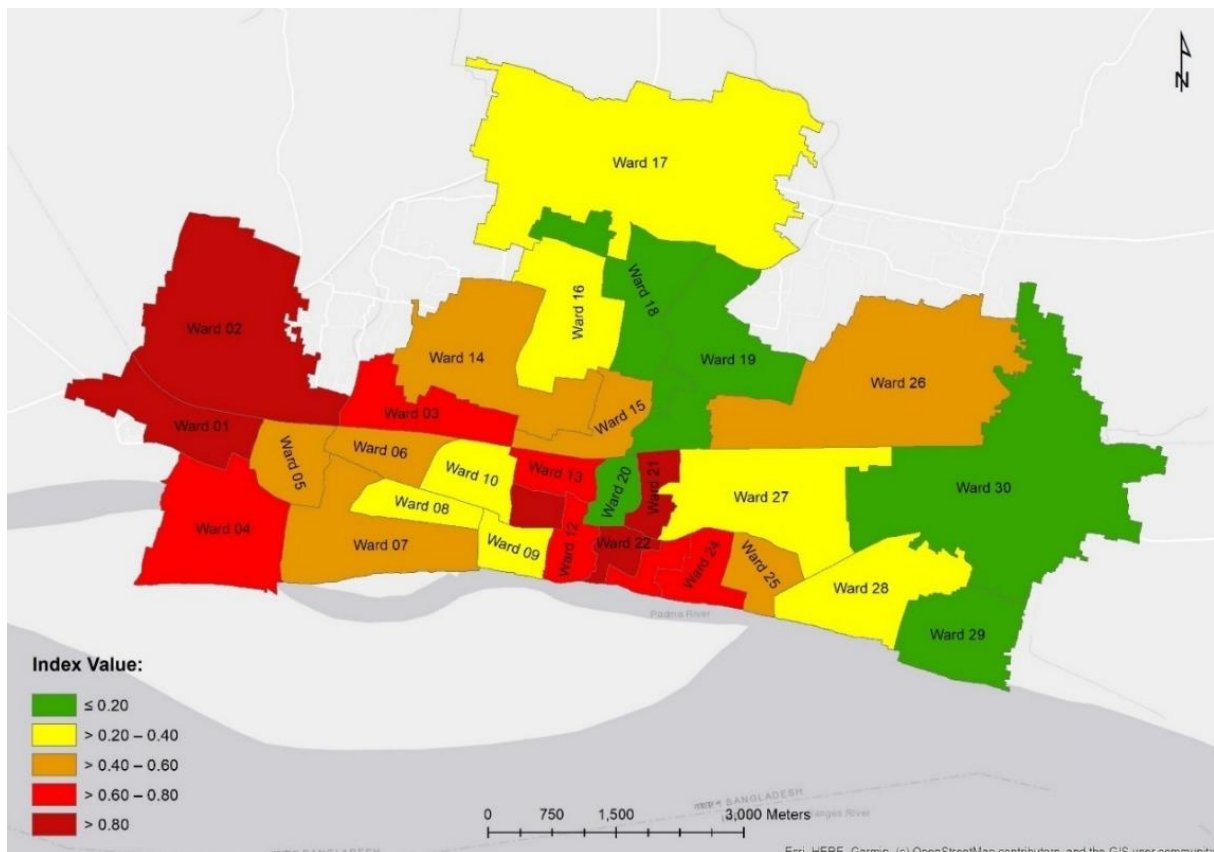 N
Ward 17
Ward 16
Ward 18
Ward 02
Ward 14
Ward 19
Ward 26
Ward 03
Ward 01
Ward 15
Ward 06
Ward 05
Ward 10
Ward 13
Ward 20
Ward 21
Ward 27
Ward 30
Ward 08
Ward 04
Ward 07
Ward 09
Ward 12
Ward 22
Ward 24
Ward 25
Ward 28
Padma River
Ward 29
Index Value:
≤ 0.20
> 0.20 – 0.40
> 0.40 – 0.60
> 0.60 – 0.80
> 0.80
0 750 1,500 3,000 Meters
BANGLADESH
Ganges River
BANGLADESH
Esri, HERE, Garmin, (c) OpenStreetMap contributors, and the GIS user community